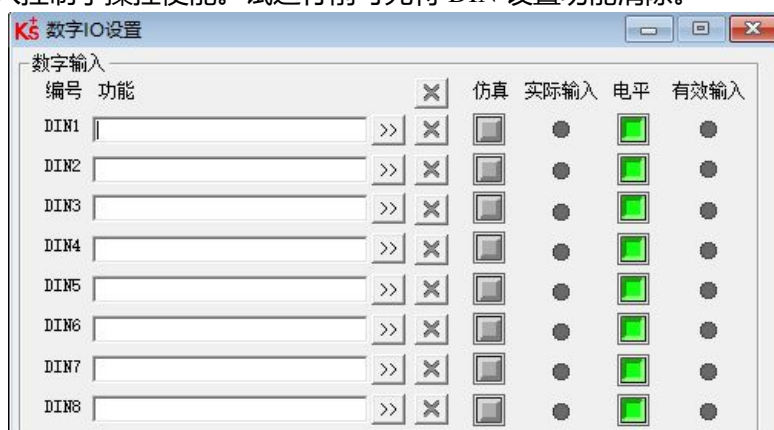 数字IO设置
数字输入
编号 功能 仿真 实际输入 电平 有效输入
DIN1 >>
DIN2 >>
DIN3 >>
DIN4 >>
DIN5 >>
DIN6 >>
DIN7 >>
DIN8 >>